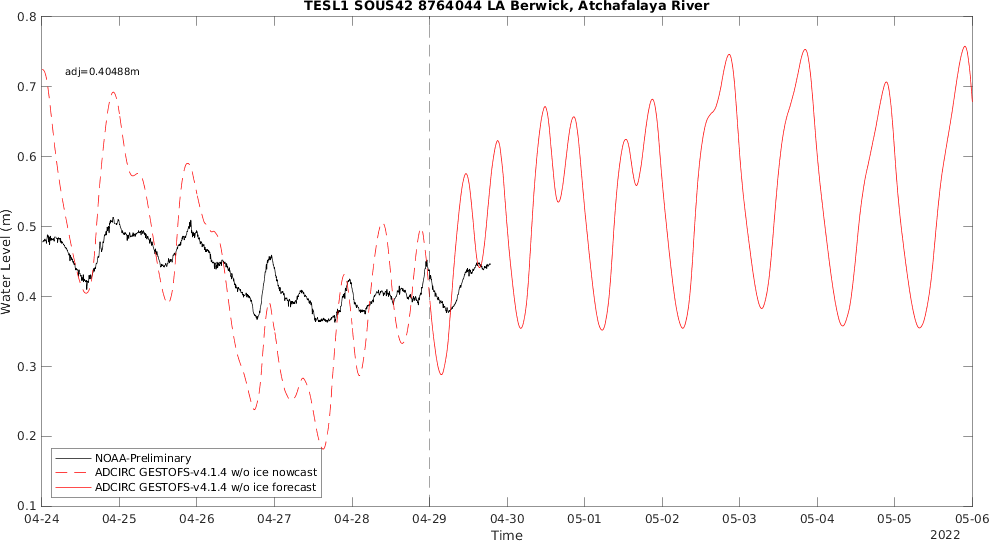 TESL1 SOUS42 8764044 LA Berwick, Atchafalaya River
adj=0.40488m
0.8
0.7
0.6
0.5
0.4
0.3
0.2
0.1
Water Level (m)
NOAA-Preliminary
ADCIRC GESTOFS-v4.1.4 w/o ice nowcast
ADCIRC GESTOFS-v4.1.4 w/o ice forecast
04-24 04-25 04-26 04-27 04-28 04-29 04-30 05-01 05-02 05-03 05-04 05-05 05-06
Time
2022